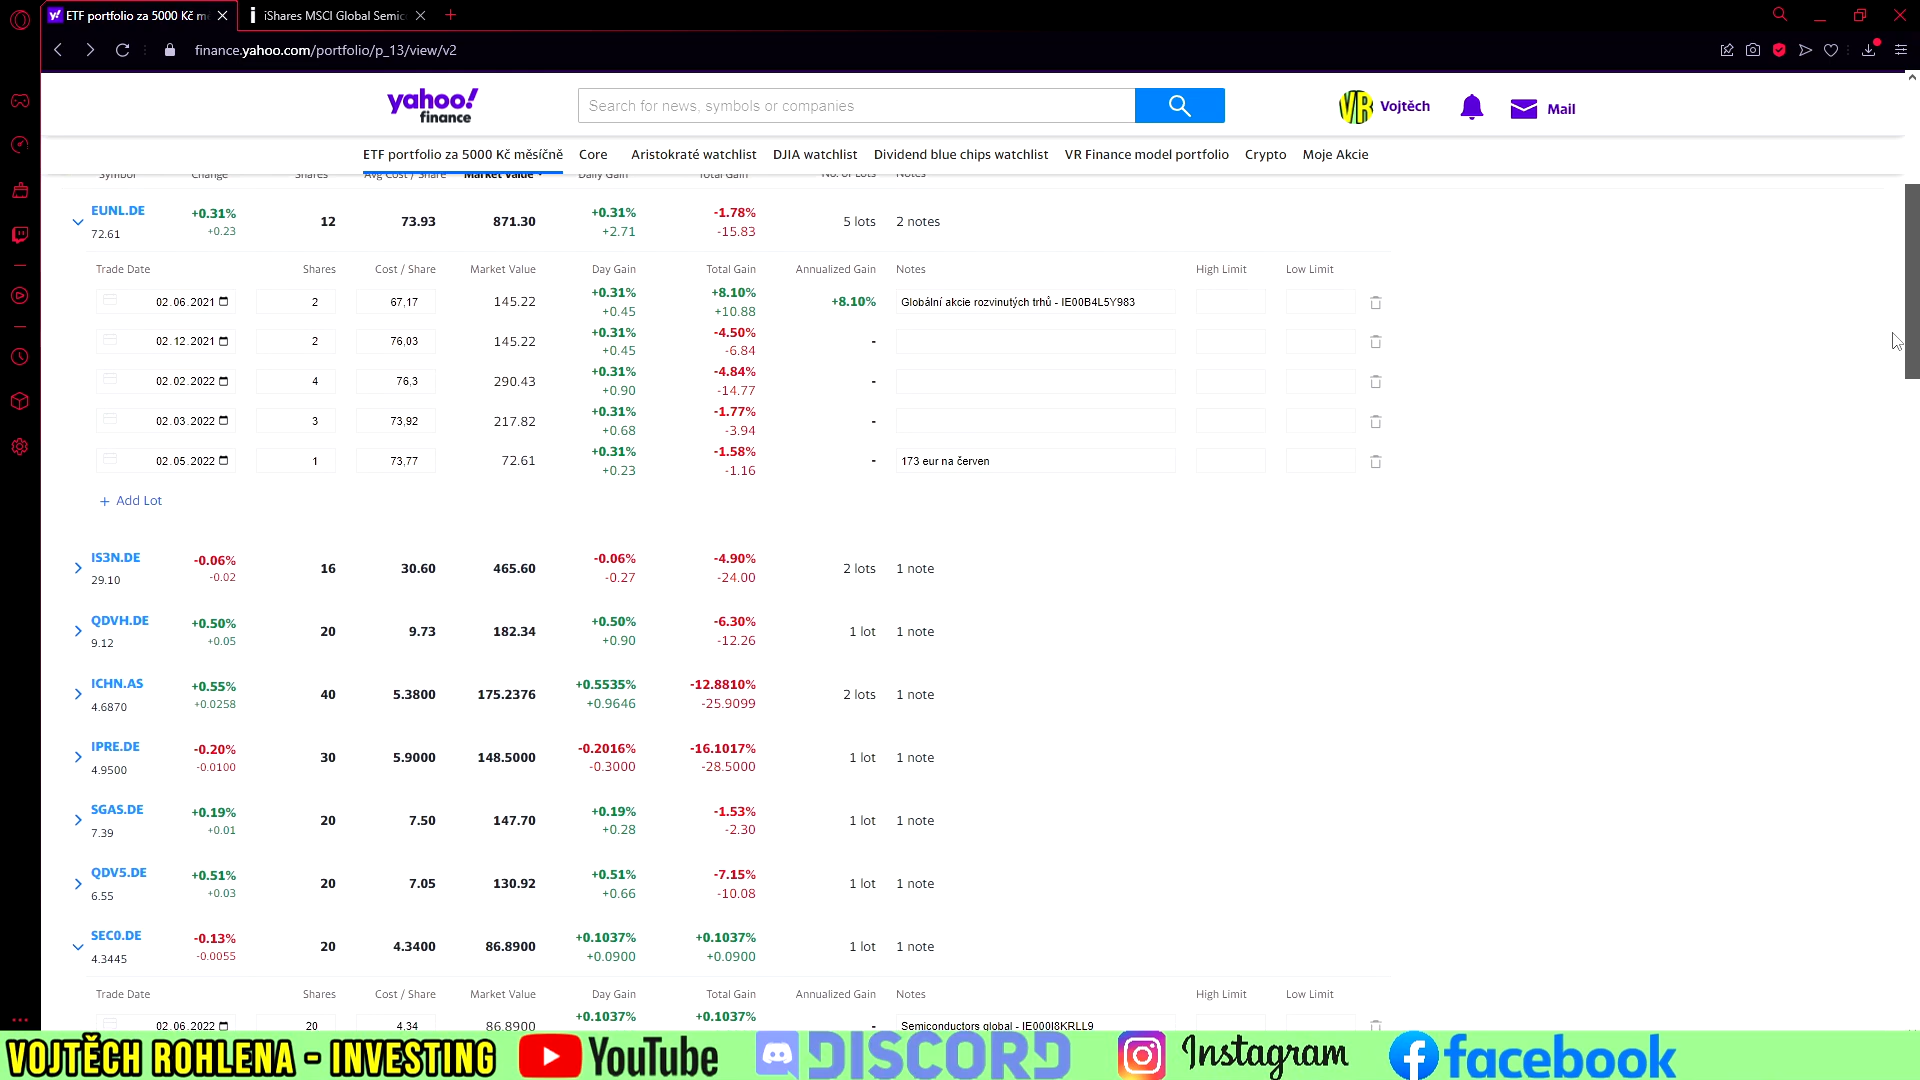 ETF portfolio za 5000 Kč m
iShares MSCI Global Semic
finance.yahoo.com/portfolio/p_13/view/v2
yahoo! finance
Search for news, symbols or companies
VR Vojtěch
Mail
ETF portfolio za 5000 Kč měsíčně Core Aristokraté watchlist DJIA watchlist Dividend blue chips watchlist VR Finance model portfolio Crypto Moje Akcie
Symbol Change Shares Avg Cost / Share Market Value Daily Gain Total Gain No. of Lots Notes
EUNL.DE +0.31% 12 73.93 871.30 +0.31% -1.78% 5 lots 2 notes
72.61 +0.23 +2.71 -15.83
Trade Date Shares Cost / Share Market Value Day Gain Total Gain Annualized Gain Notes High Limit Low Limit
02.06.2021 2 67,17 145.22 +0.31% +8.10% +8.10% Globální akcie rozvinutých trhů - IE00B4L5Y983
+0.45 +10.88
02.12.2021 2 76,03 145.22 +0.31% -4.50% -
+0.45 -6.84
02.02.2022 4 76,3 290.43 +0.31% -4.84% -
+0.90 -14.77
02.03.2022 3 73,92 217.82 +0.31% -1.77% -
+0.68 -3.94
02.05.2022 1 73,77 72.61 +0.31% -1.58% - 173 eur na červen
+0.23 -1.16
+ Add Lot
IS3N.DE -0.06% 16 30.60 465.60 -0.06% -4.90% 2 lots 1 note
29.10 -0.02 -0.27 -24.00
QDVH.DE +0.50% 20 9.73 182.34 +0.50% -6.30% 1 lot 1 note
9.12 +0.05 +0.90 -12.26
ICHN.AS +0.55% 40 5.3800 175.2376 +0.5535% -12.8810% 2 lots 1 note
4.6870 +0.0258 +0.9646 -25.9099
IPRE.DE -0.20% 30 5.9000 148.5000 -0.2016% -16.1017% 1 lot 1 note
4.9500 -0.0100 -0.3000 -28.5000
SGAS.DE +0.19% 20 7.50 147.70 +0.19% -1.53% 1 lot 1 note
7.39 +0.01 +0.28 -2.30
QDV5.DE +0.51% 20 7.05 130.92 +0.51% -7.15% 1 lot 1 note
6.55 +0.03 +0.66 -10.08
SEC0.DE -0.13% 20 4.3400 86.8900 +0.1037% +0.1037% 1 lot 1 note
4.3445 -0.0055 +0.0900 +0.0900
Trade Date Shares Cost / Share Market Value Day Gain Total Gain Annualized Gain Notes High Limit Low Limit
02.06.2022 20 4,34 86.8900 +0.1037% +0.1037% - Semiconductors global - IE000I8KRLL9
VOJTĚCH ROHLENA - INVESTING YouTube DISCORD Instagram facebook